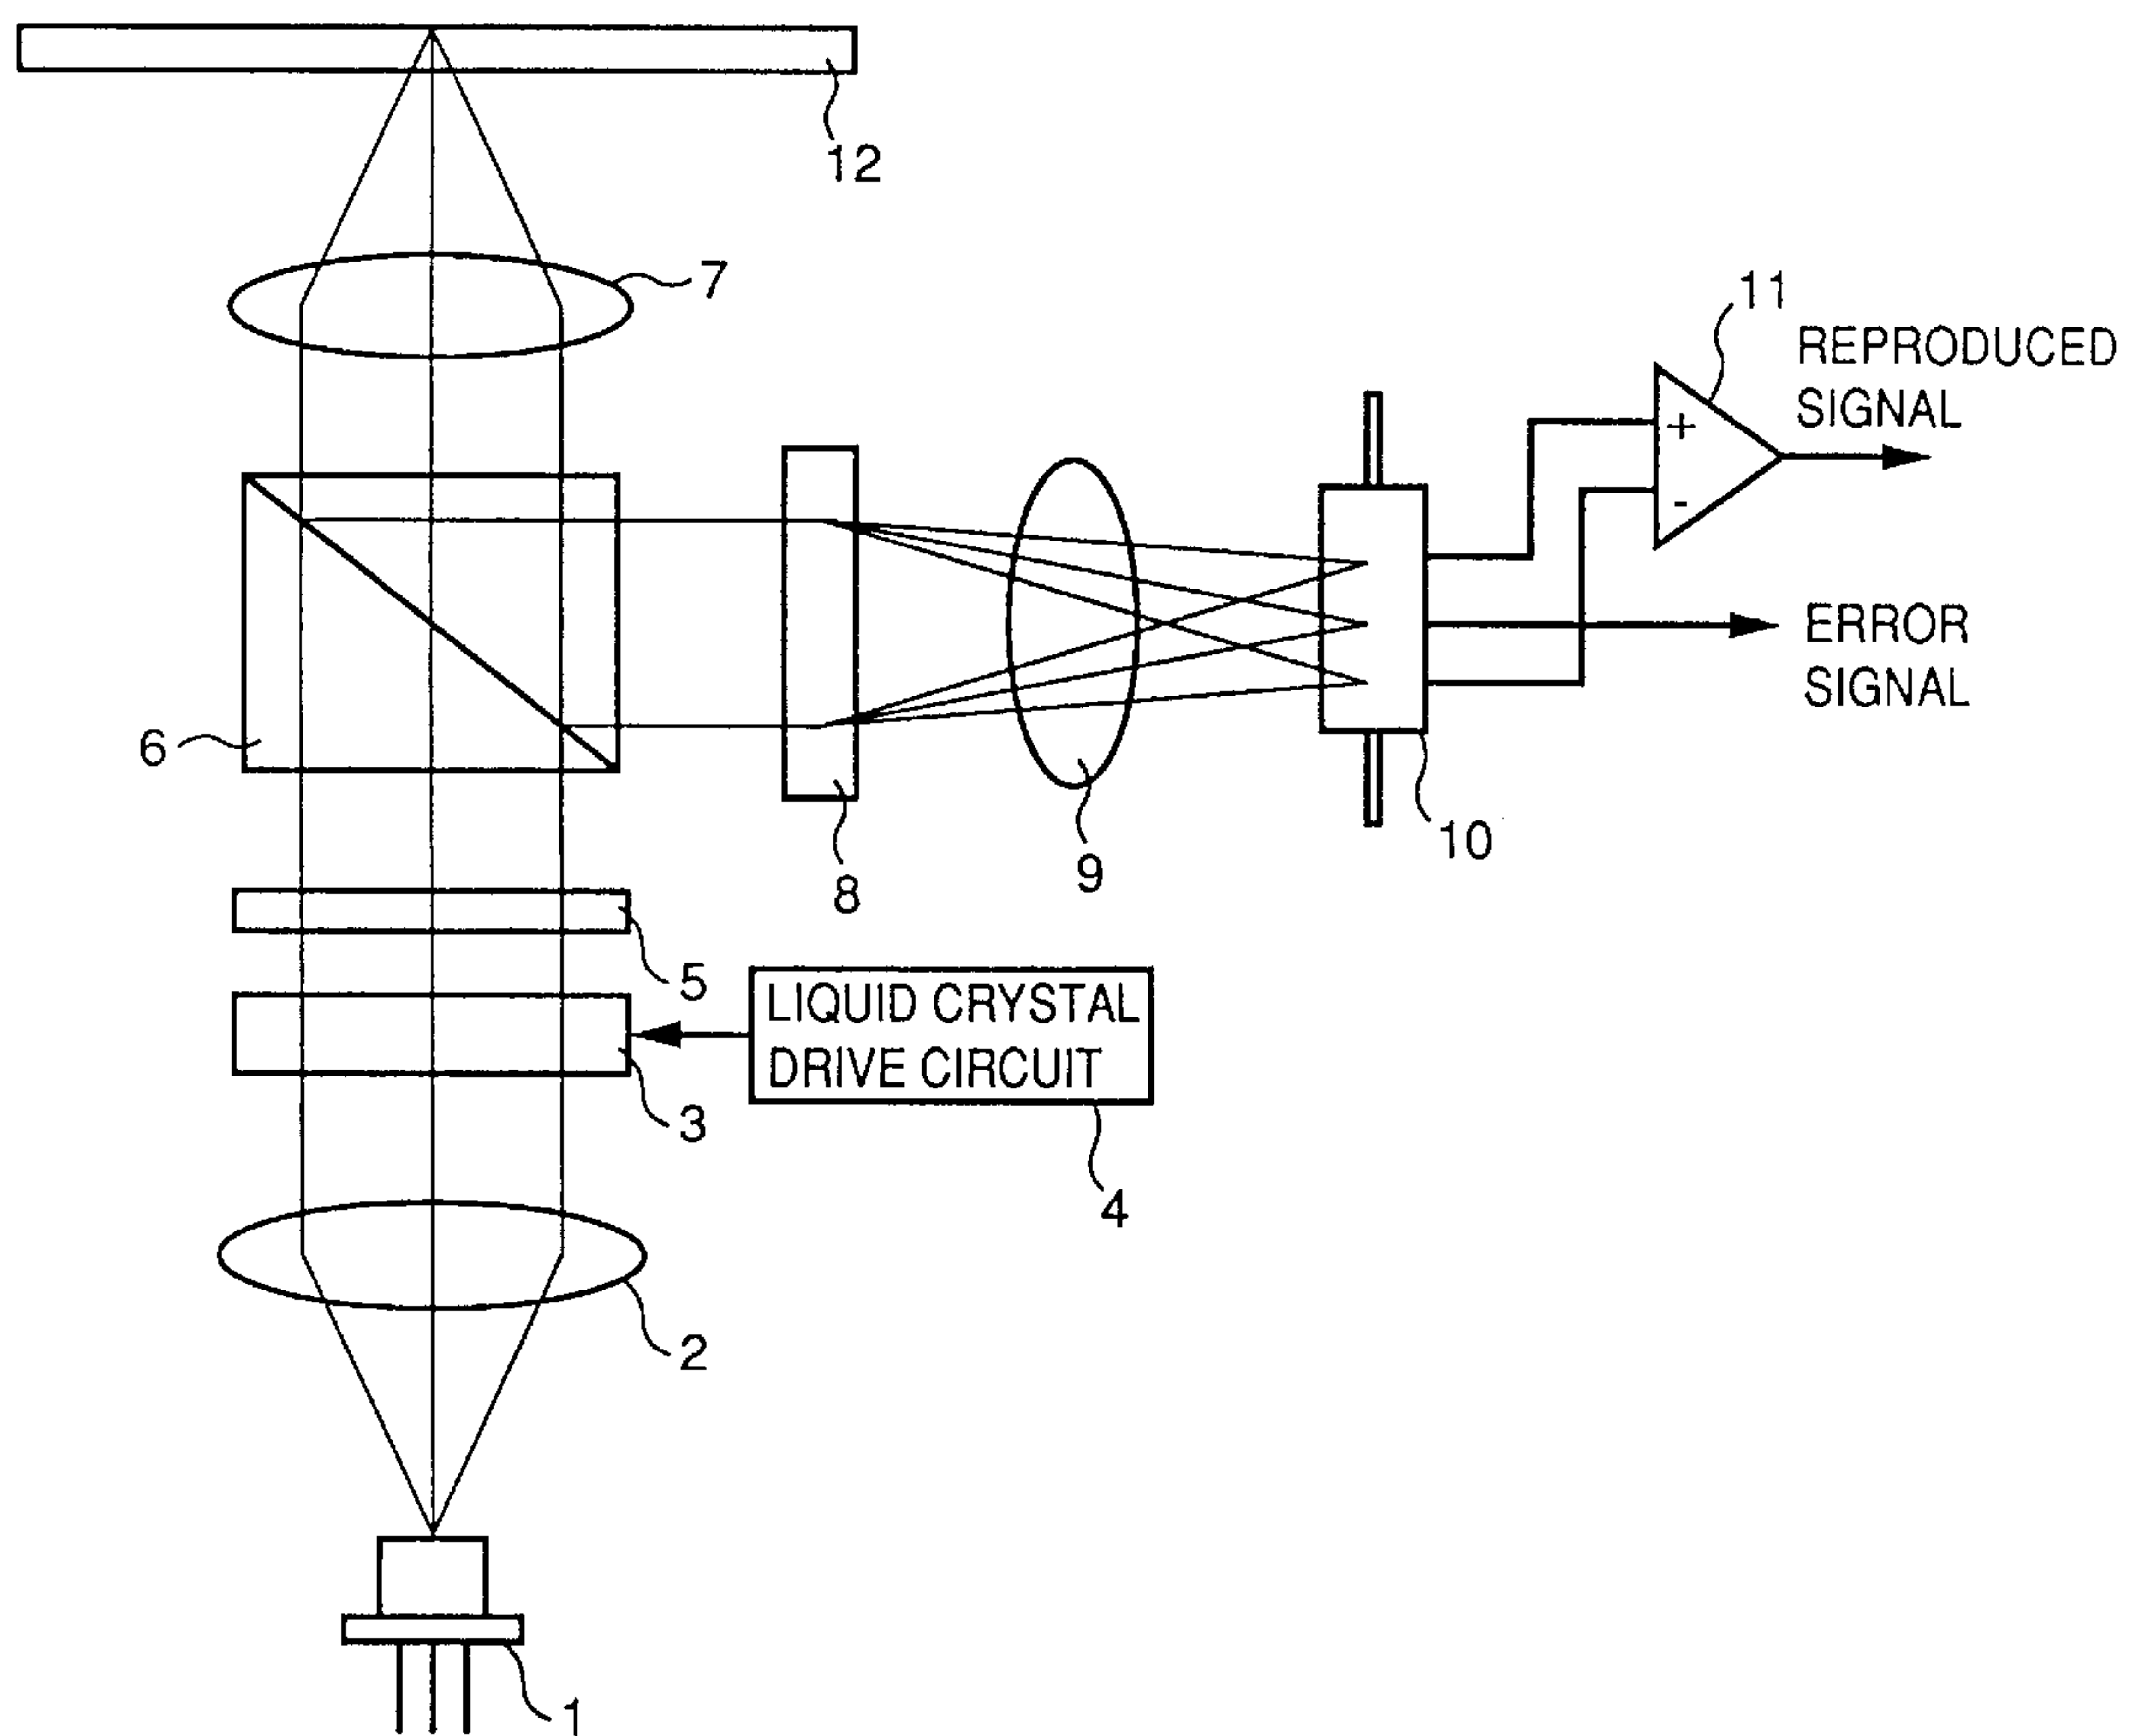 12
7
11
REPRODUCED
SIGNAL
+
-
ERROR
SIGNAL
6
10
9
8
5
LIQUID CRYSTAL
DRIVE CIRCUIT
3
4
2
1